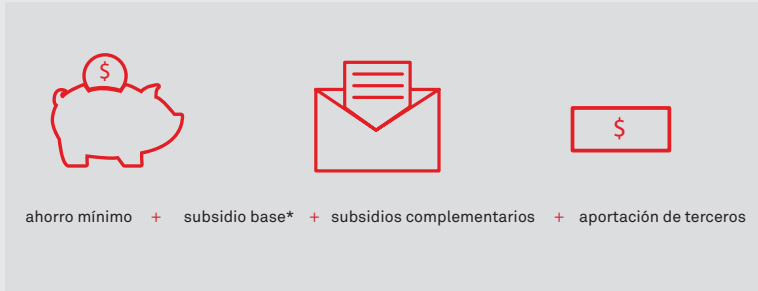 $
$
ahorro mínimo + subsidio base* + subsidios complementarios + aportación de terceros